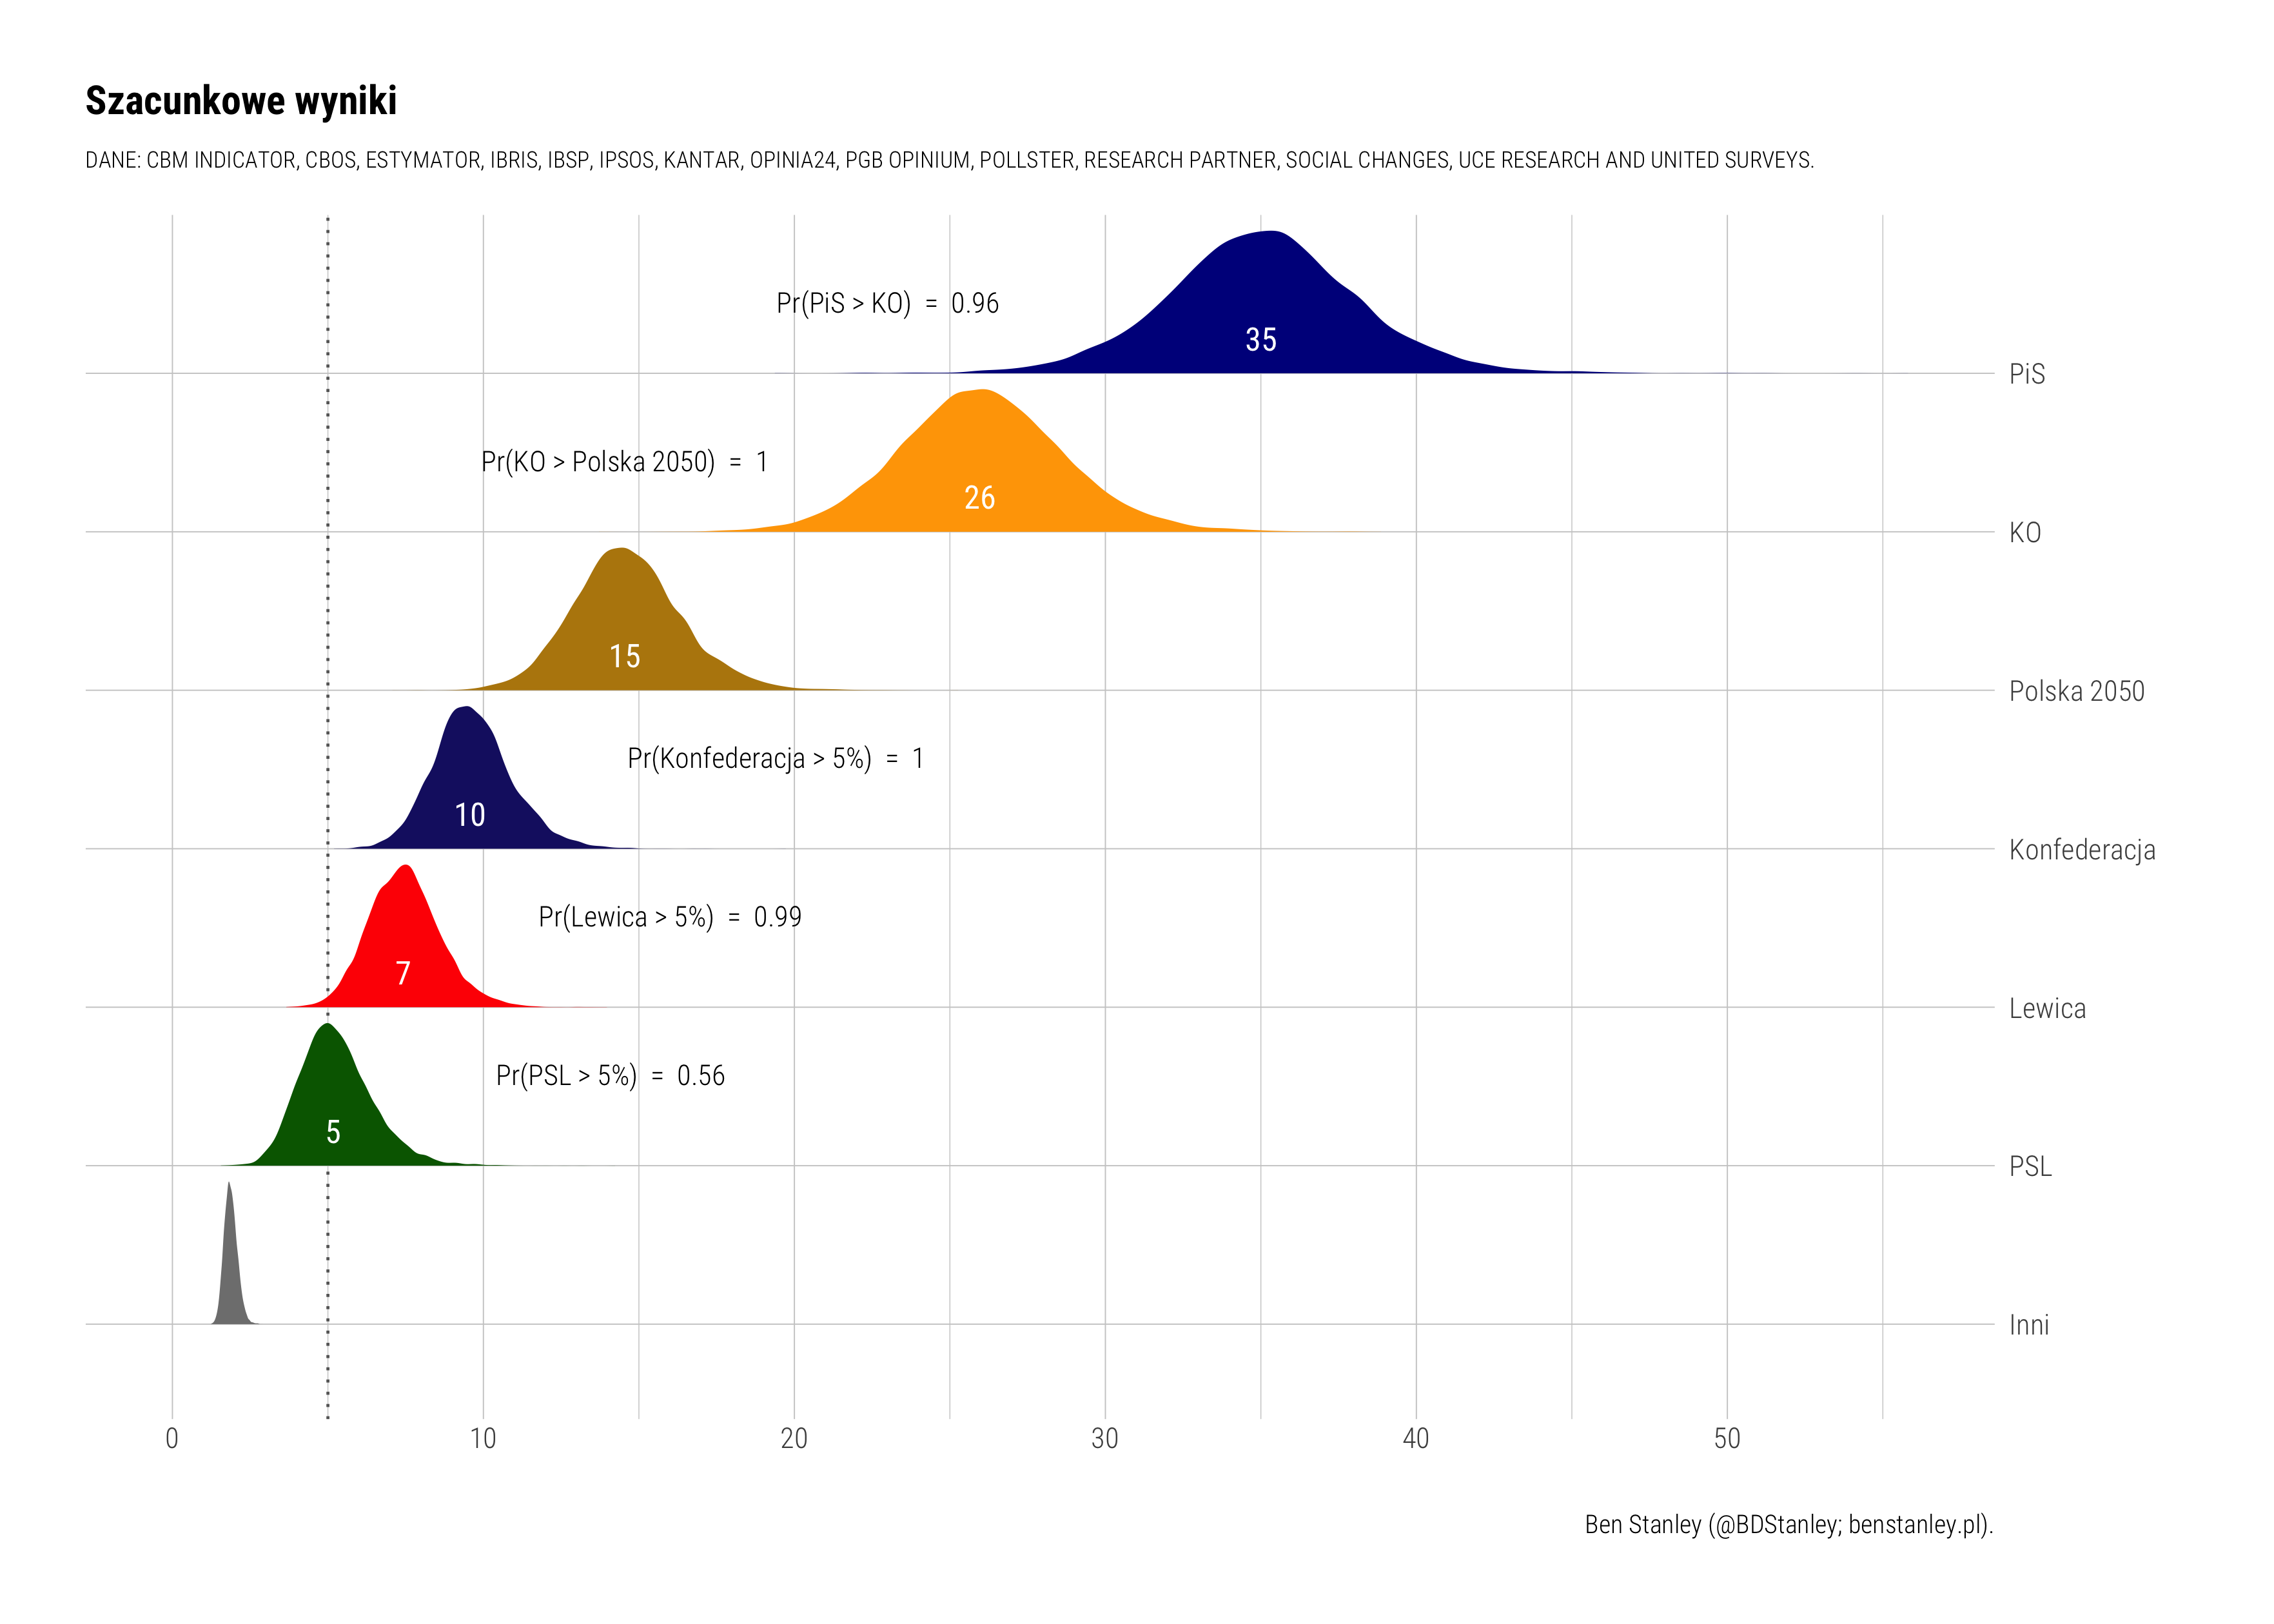 Szacunkowe wyniki
DANE: CBM INDICATOR, CBOS, ESTYMATOR, IBRIS, IBSP, IPSOS, KANTAR, OPINIA24, PGB OPINIUM, POLLSTER, RESEARCH PARTNER, SOCIAL CHANGES, UCE RESEARCH AND UNITED SURVEYS.
Pr(PiS > KO) = 0.96
35
PiS
Pr(KO > Polska 2050) = 1
26
KO
15
Polska 2050
Pr(Konfederacja > 5%) = 1
10
Konfederacja
Pr(Lewica > 5%) = 0.99
7
Lewica
Pr(PSL > 5%) = 0.56
5
PSL
Inni
0 10 20 30 40 50
Ben Stanley (@BDStanley; benstanley.pl).